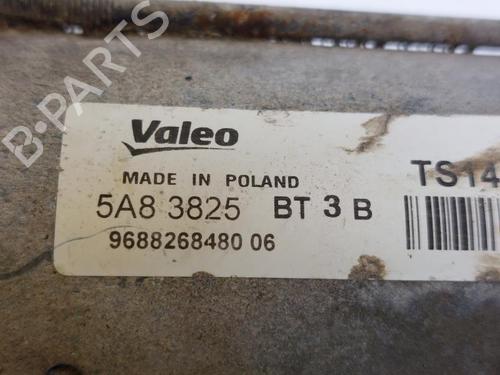 B-PARTS
Valeo
MADE IN POLAND
TS14
5A8 3825 BT 3 B
9688268480 06